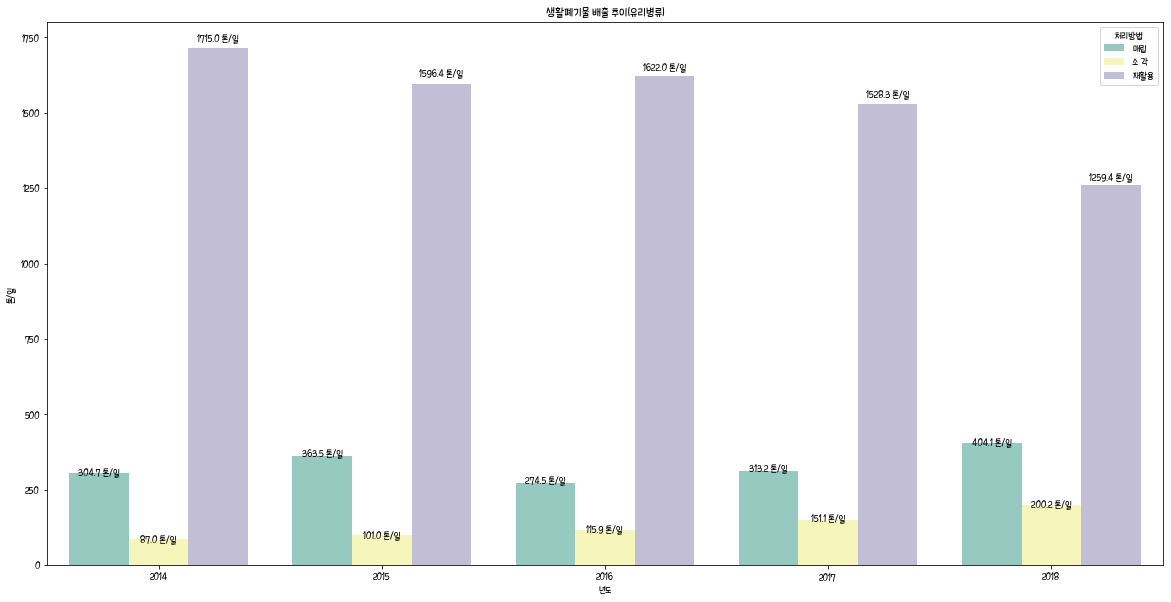 생활폐기물 배출 추이(유리병류)
톤/일
1750
1500
1250
1000
750
500
250
0
처리방법
매립
소 각
재활용
304.7 톤/일
87.0 톤/일
1715.0 톤/일
363.5 톤/일
101.0 톤/일
1596.4 톤/일
274.5 톤/일
115.9 톤/일
1622.0 톤/일
313.2 톤/일
151.1 톤/일
1528.3 톤/일
404.1 톤/일
200.2 톤/일
1259.4 톤/일
2014
2015
2016
2017
2018
년도